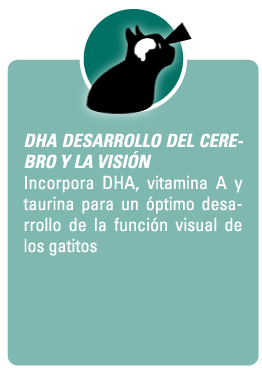 DHA DESARROLLO DEL CERE-
BRO Y LA VISIÓN
Incorpora DHA, vitamina A y
taurina para un óptimo desa-
rrollo de la función visual de
los gatitos